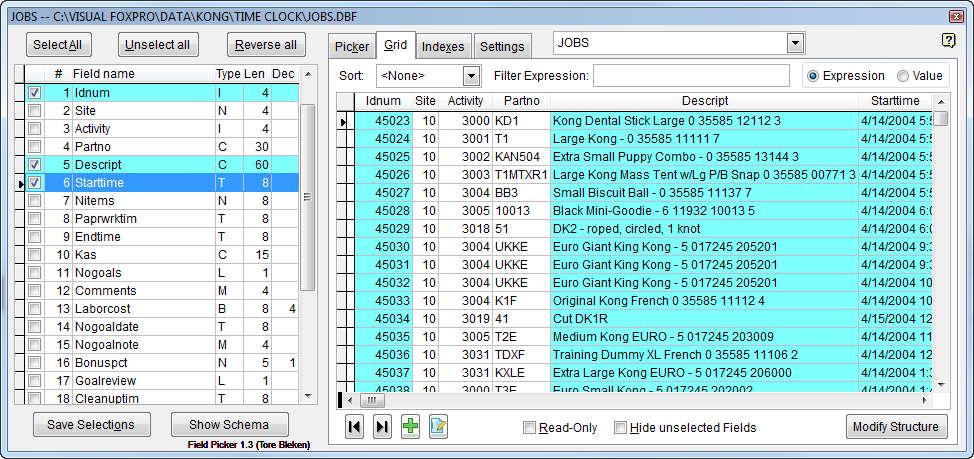 JOBS -- C:\VISUAL FOXPRO\DATA\KONG\TIME CLOCK\JOBS.DBF
Select All Unselect all Reverse all
# Field name Type Len Dec
1 Idnum I 4
2 Site N 4
3 Activity I 4
4 Partno C 30
5 Descript C 60
6 Starttime T 8
7 Nitems N 8
8 Paprwrktim T 8
9 Endtime T 8
10 Kas C 15
11 Nogoals L 1
12 Comments M 4
13 Laborcost B 8 4
14 Nogoaldate T 8
15 Nogoalnote M 4
16 Bonuspct N 5 1
17 Goalreview L 1
18 Cleanuptim T 8
Save Selections Show Schema
Field Picker 1.3 (Tore Bleken)
Picker Grid Indexes Settings JOBS
Sort: <None> Filter Expression: Expression Value
Idnum Site Activity Partno Descript Starttime
45023 10 3000 KD1 Kong Dental Stick Large 0 35585 12112 3 4/14/2004 5:5
45024 10 3001 T1 Large Kong - 0 35585 11111 7 4/14/2004 5:5
45025 10 3002 KAN504 Extra Small Puppy Combo - 0 35585 13144 3 4/14/2004 5:5
45026 10 3003 T1MTXR1 Large Kong Mass Tent w/Lg P/B Snap 0 35585 00771 3 4/14/2004 5:5
45027 10 3004 BB3 Small Biscuit Ball - 0 35585 11137 7 4/14/2004 5:5
45028 10 3005 10013 Black Mini-Goodie - 6 11932 10013 5 4/14/2004 6:0
45029 10 3018 51 DK2 - roped, circled, 1 knot 4/14/2004 6:0
45030 10 3004 UKKE Euro Giant King Kong - 5 017245 205201 4/14/2004 9:3
45031 10 3004 UKKE Euro Giant King Kong - 5 017245 205201 4/14/2004 9:3
45032 10 3004 UKKE Euro Giant King Kong - 5 017245 205201 4/14/2004 9:3
45033 10 3004 K1F Original Kong French 0 35585 11112 4 4/14/2004 9:3
45034 10 3019 41 Cut DK1R 4/15/2004 12
45035 10 3005 T2E Medium Kong EURO - 5 017245 203009 4/14/2004 11
45036 10 3031 TDXF Training Dummy XL French 0 35585 11106 2 4/14/2004 12
45037 10 3031 KXLE Extra Large Kong EURO - 5 017245 206000 4/14/2004 1:
45038 10 3000 T3E Euro Small Kong - 5 017245 202002 4/14/2004 2:
Read-Only Hide unselected Fields Modify Structure